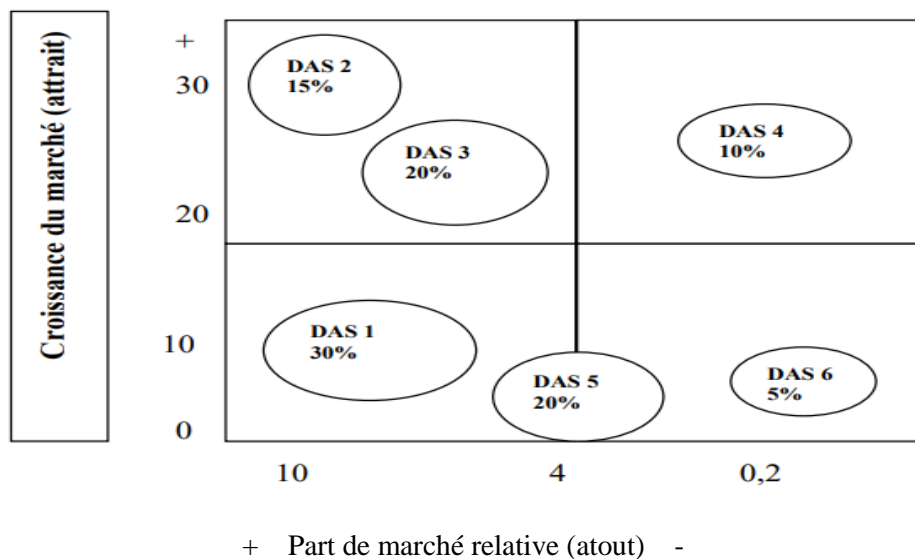 Croissance du marché (attrait)
+
30
20
10
0
DAS 2
15%
DAS 3
20%
DAS 4
10%
DAS 1
30%
DAS 5
20%
DAS 6
5%
10 4 0,2
+ Part de marché relative (atout) -